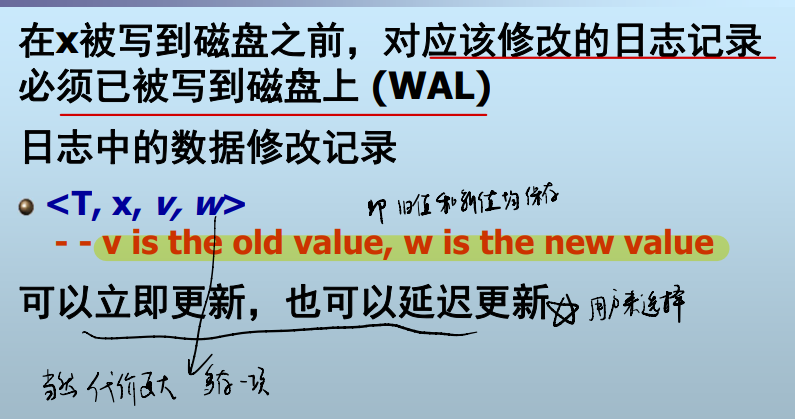 在x被写到磁盘之前，对应该修改的日志记录
必须已被写到磁盘上 (WAL)
日志中的数据修改记录
<T, x, v, w>
即旧值和新值均保存
- - v is the old value, w is the new value
可以立即更新，也可以延迟更新☆ 用户来选择
当然 代价更大 多存一项